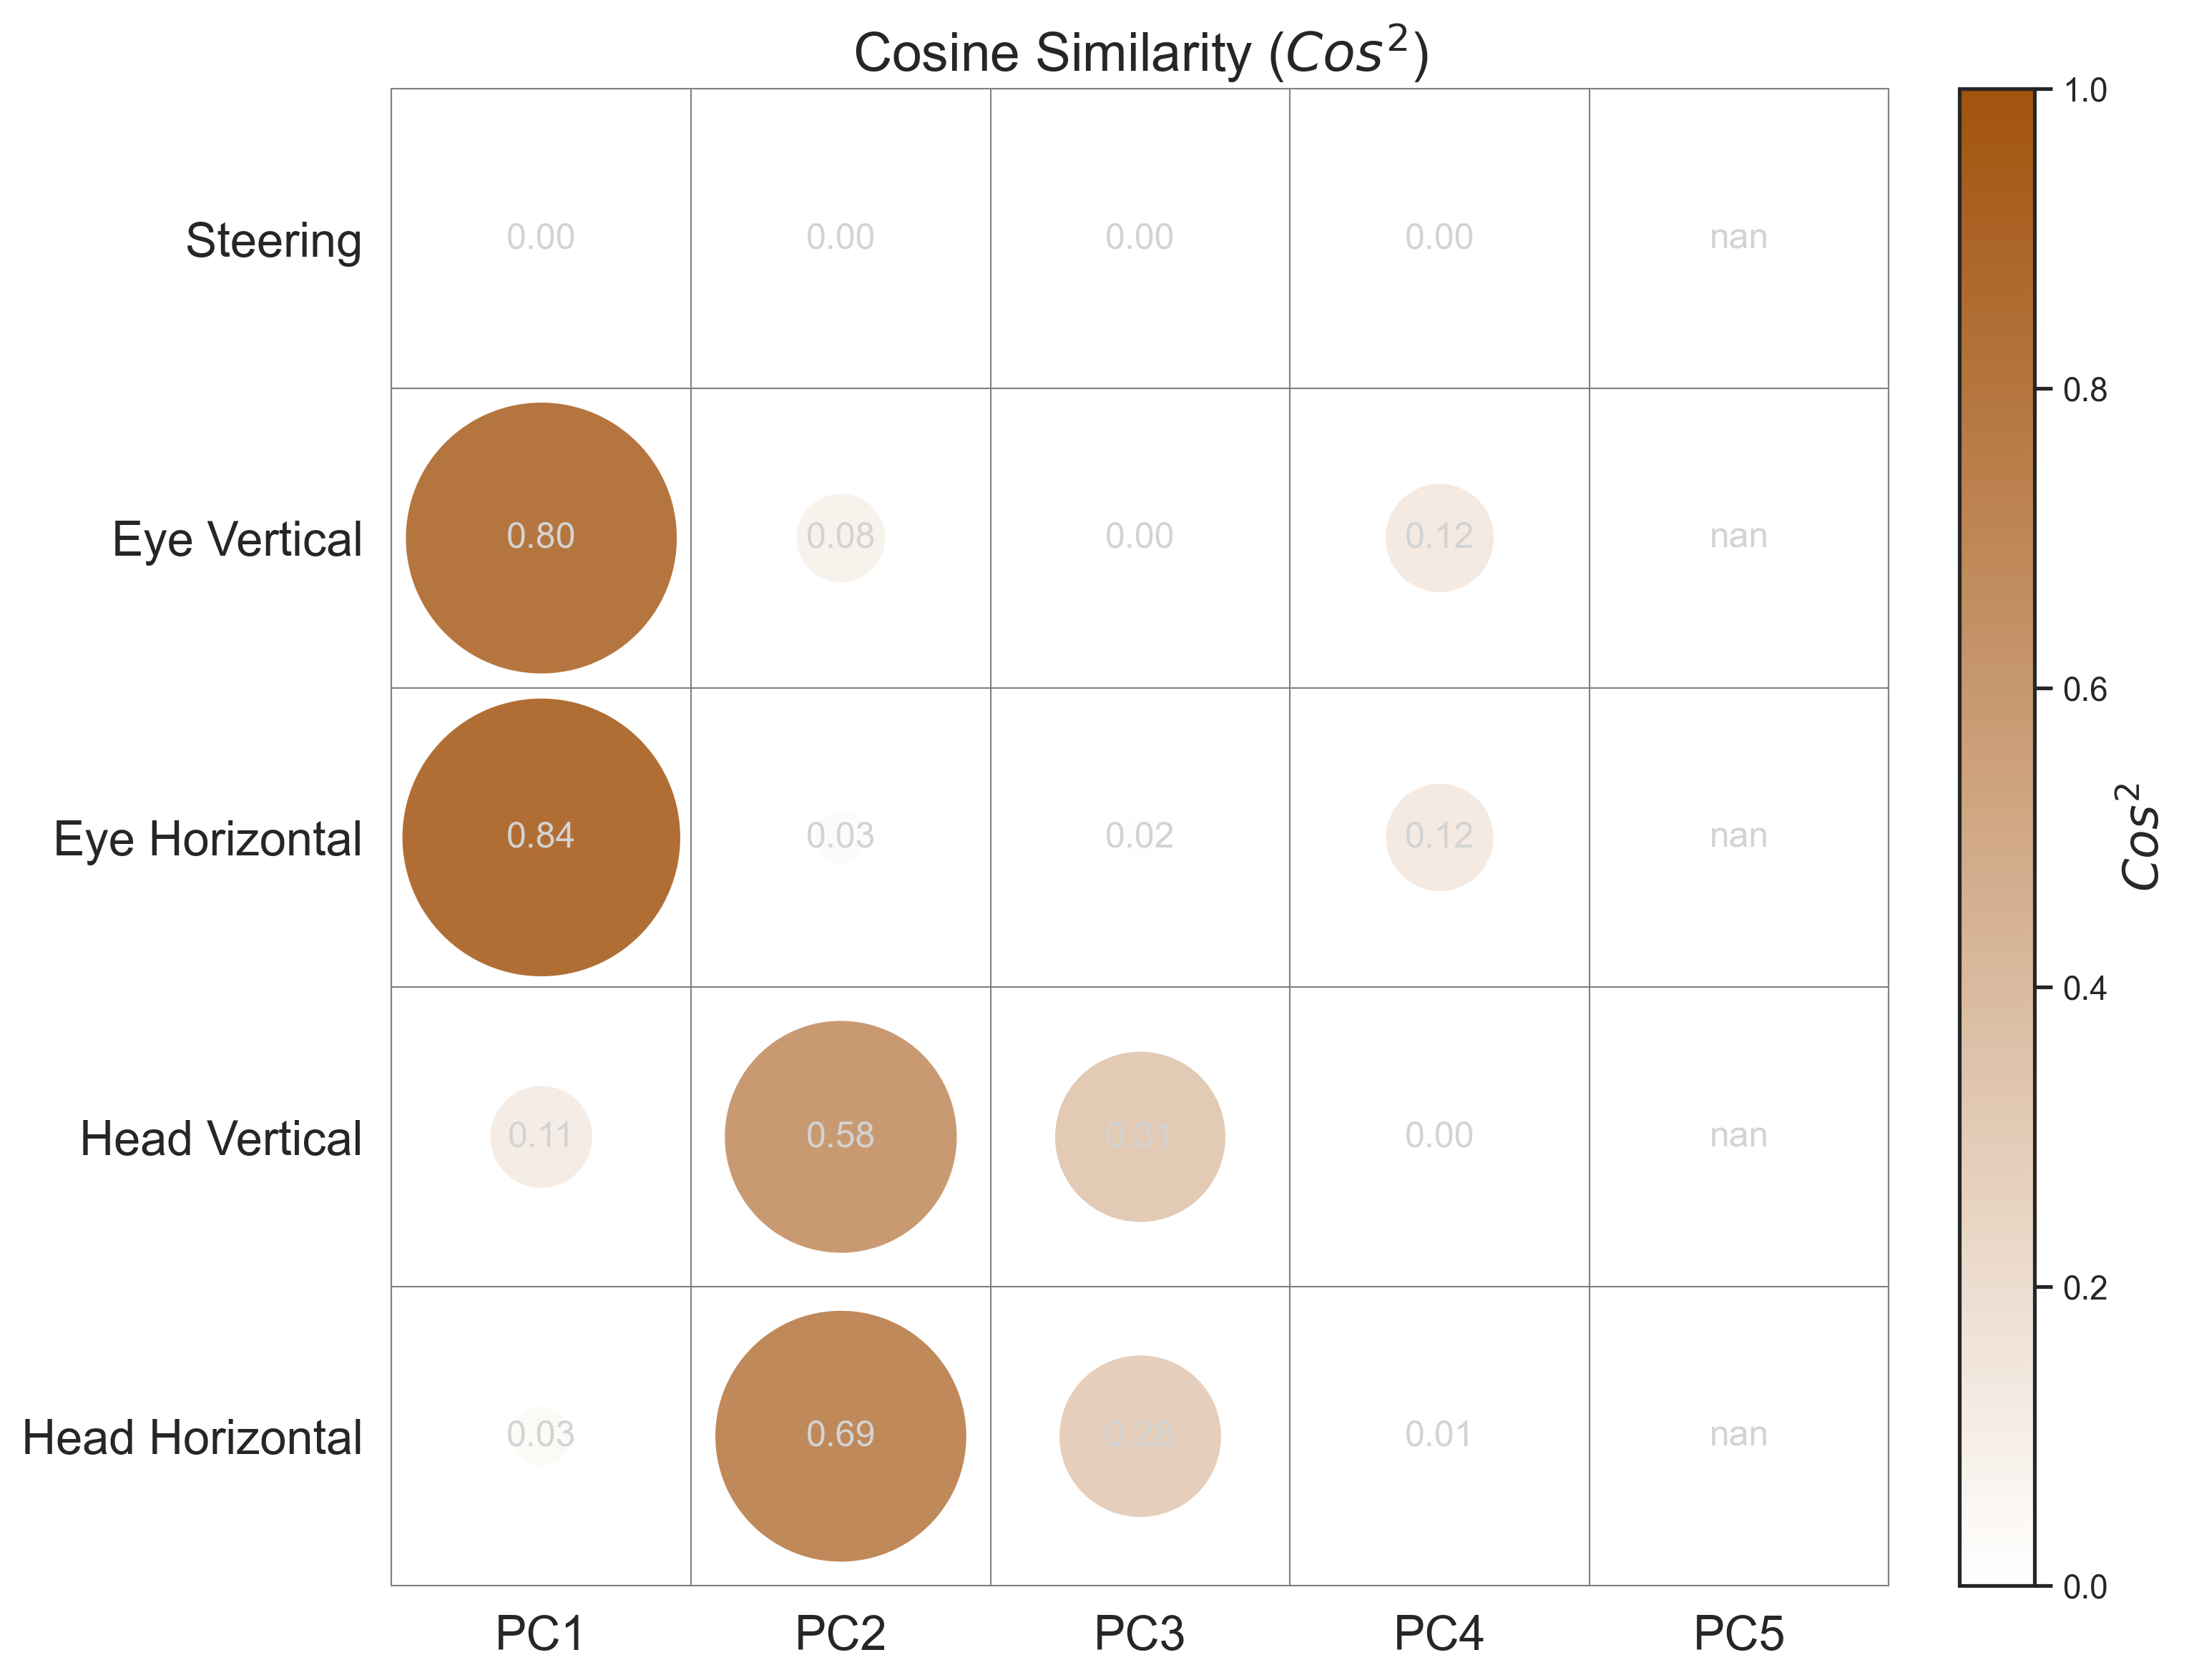 Cosine Similarity (Cos²)
Steering 0.00 0.00 0.00 0.00 nan
Eye Vertical 0.80 0.08 0.00 0.12 nan
Eye Horizontal 0.84 0.03 0.02 0.12 nan
Head Vertical 0.11 0.58 0.31 0.00 nan
Head Horizontal 0.03 0.69 0.28 0.01 nan
PC1 PC2 PC3 PC4 PC5
1.0
0.8
0.6
0.4
0.2
0.0
Cos²